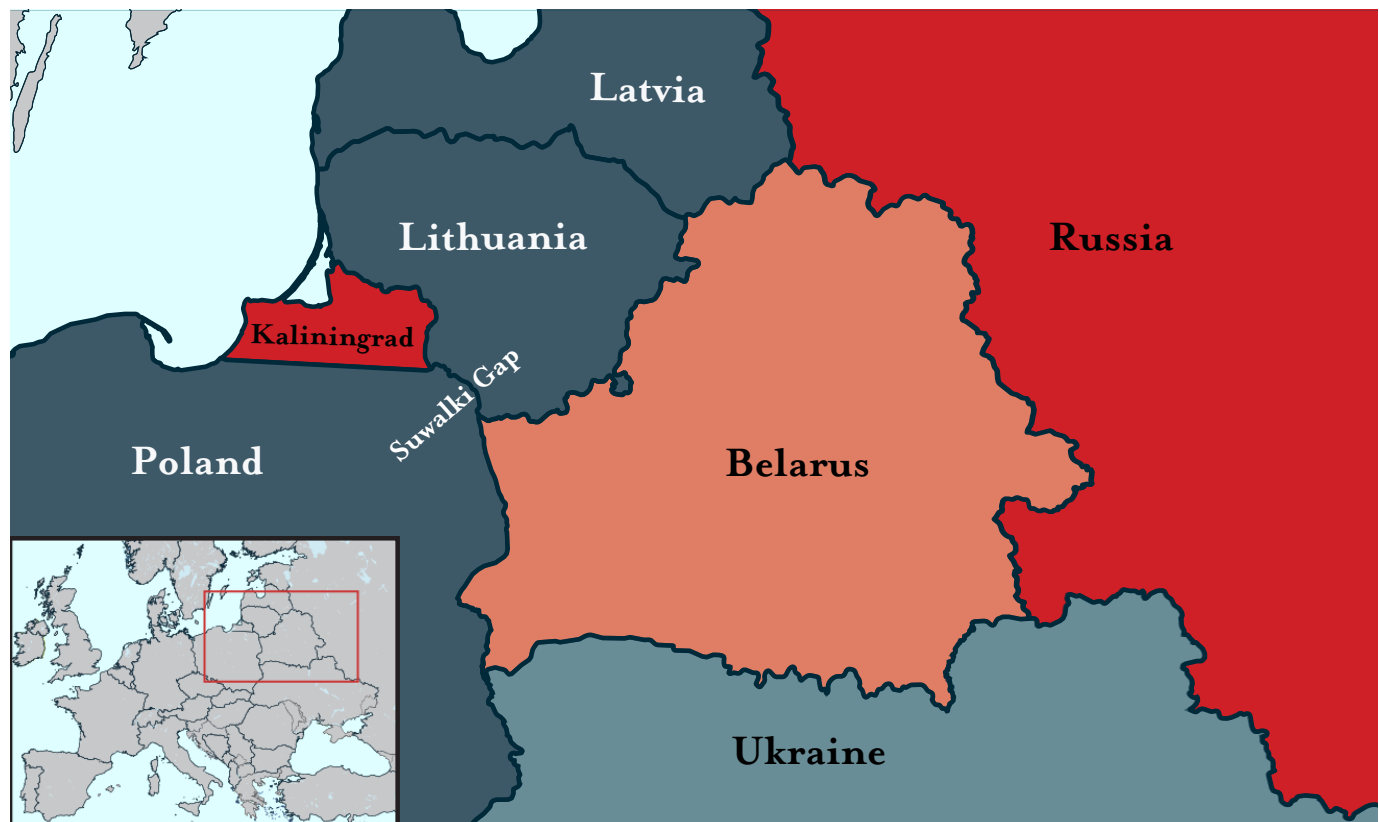 Latvia
Lithuania
Russia
Kaliningrad
Suwalki Gap
Poland
Belarus
Ukraine